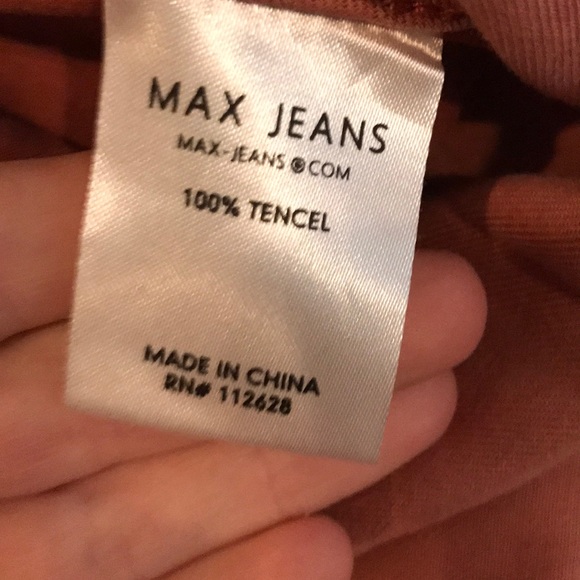 MAX JEANS
MAX-JEANS®COM
100% TENCEL
MADE IN CHINA
RN# 112628